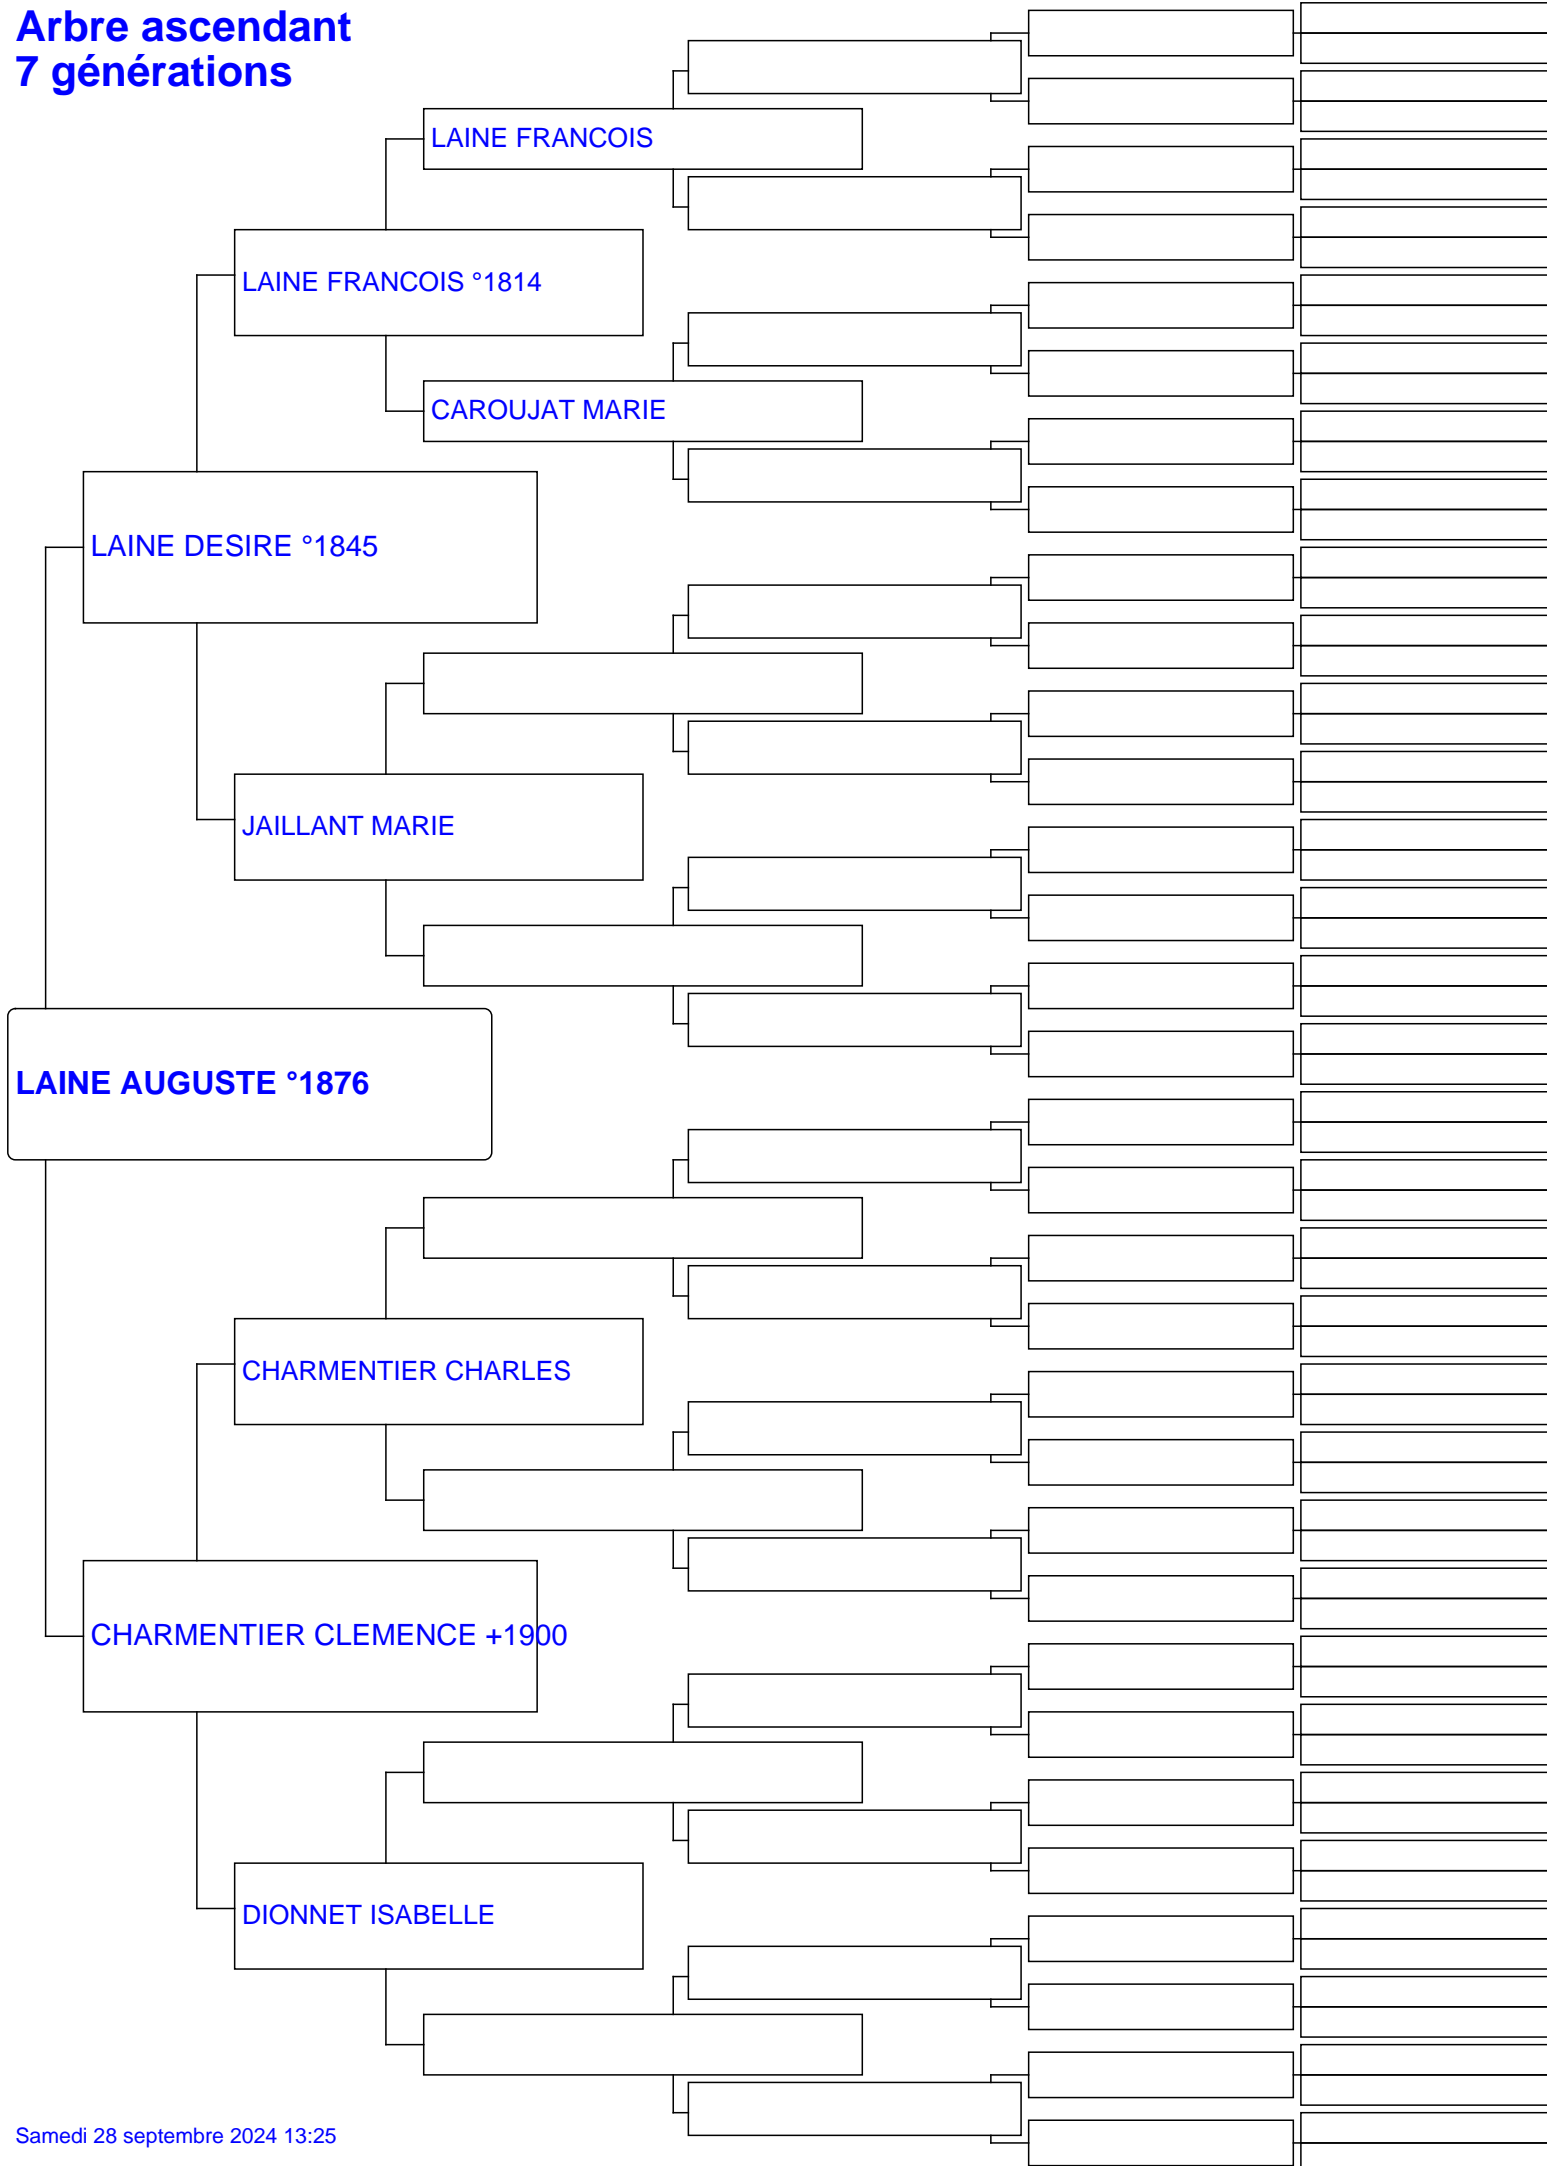 Arbre ascendant
7 générations
LAINE FRANCOIS
LAINE FRANCOIS °1814
CAROUJAT MARIE
LAINE DESIRE °1845
JAILLANT MARIE
LAINE AUGUSTE °1876
CHARMENTIER CHARLES
CHARMENTIER CLEMENCE +1900
DIONNET ISABELLE
Samedi 28 septembre 2024 13:25